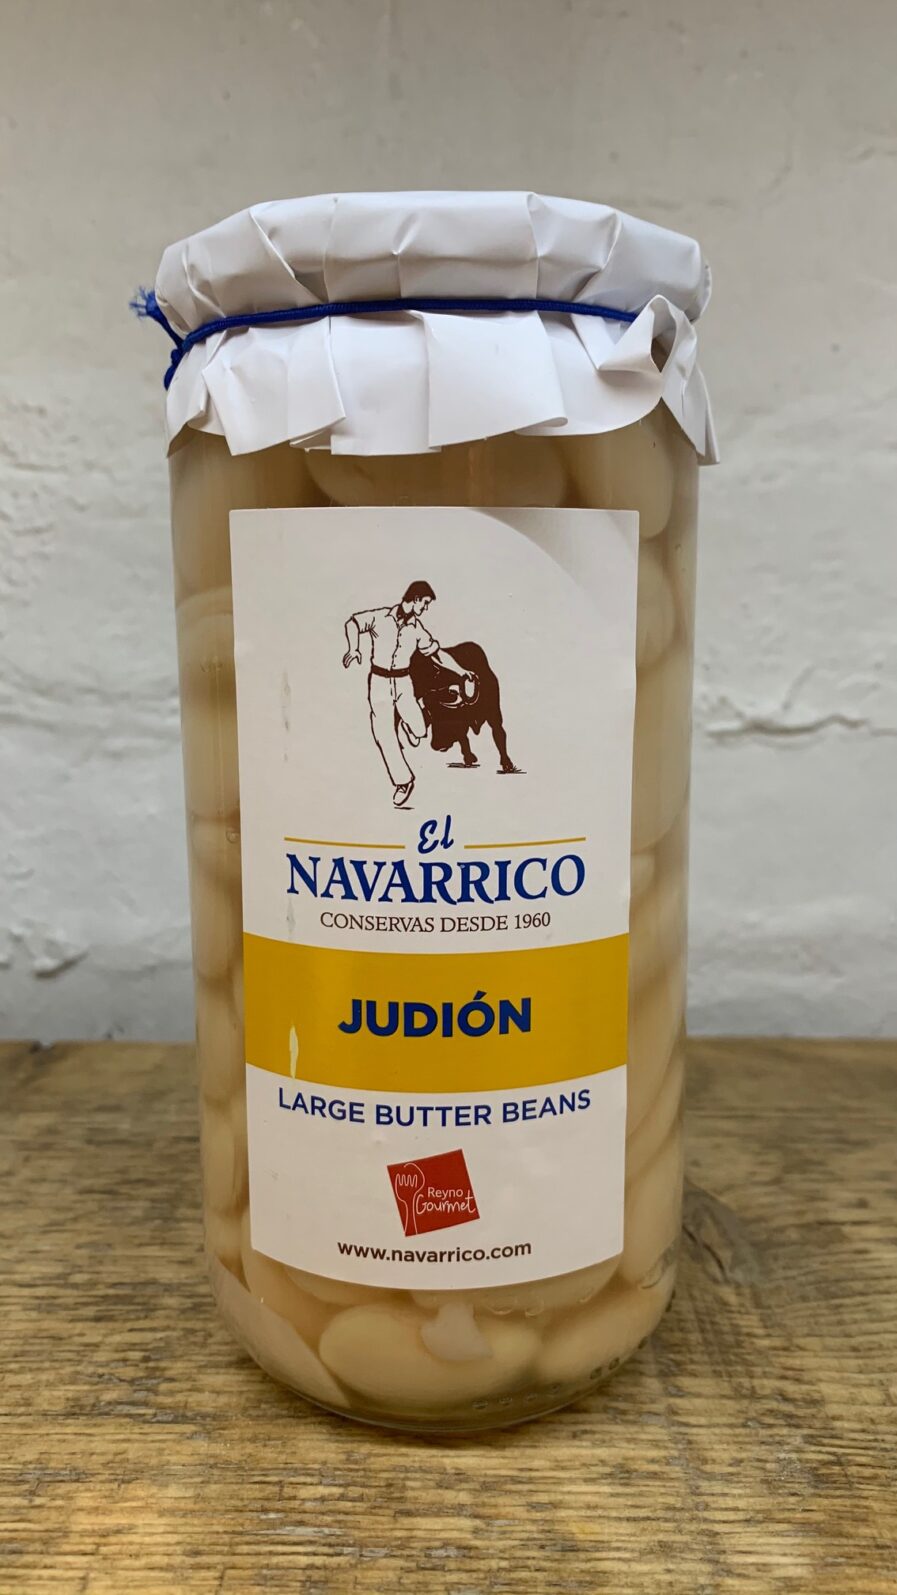 El
NAVARRICO
CONSERVAS DESDE 1960
JUDIÓN
LARGE BUTTER BEANS
Reyno
Gourmet
www.navarrico.com